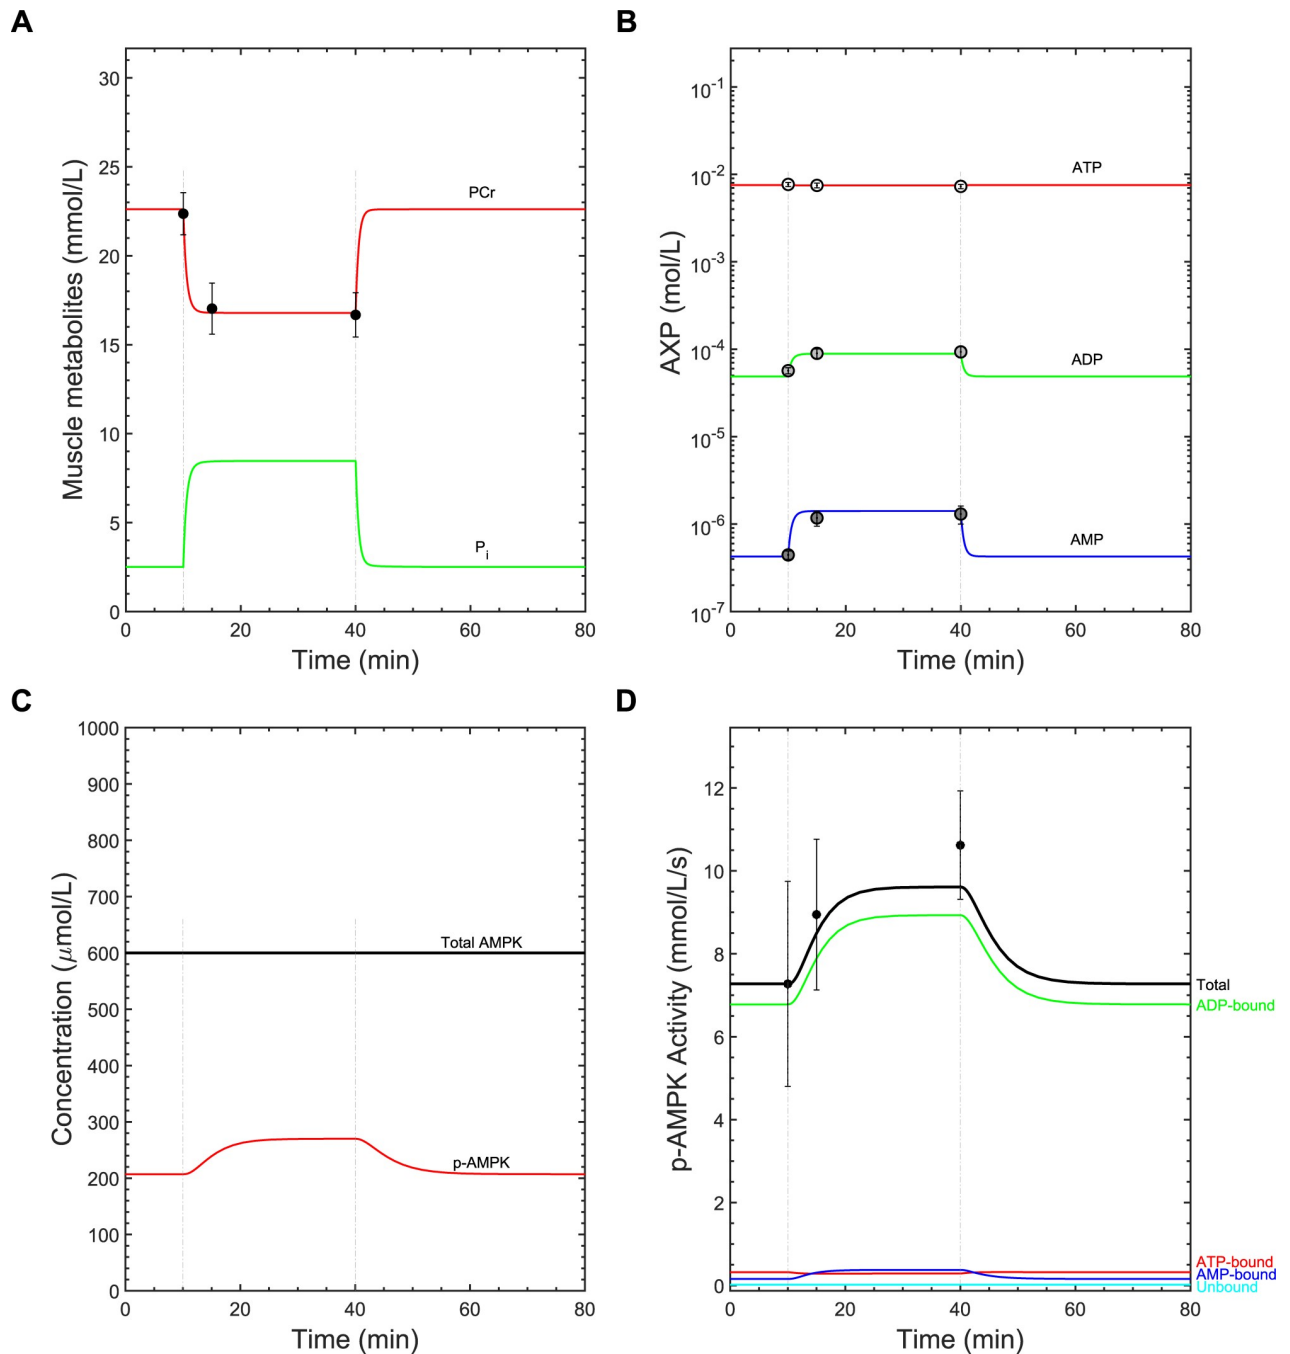 A
Muscle metabolites (mmol/L)
30
25
20
15
10
5
0
PCr
Pi
0 20 40 60 80
Time (min)
B
AXP (mol/L)
10-1
10-2
10-3
10-4
10-5
10-6
10-7
ATP
ADP
AMP
0 20 40 60 80
Time (min)
C
Concentration (μmol/L)
1000
900
800
700
600
500
400
300
200
100
0
Total AMPK
p-AMPK
0 20 40 60 80
Time (min)
D
p-AMPK Activity (mmol/L/s)
12
10
8
6
4
2
0
Total
ADP-bound
ATP-bound
AMP-bound
Unbound
0 20 40 60 80
Time (min)